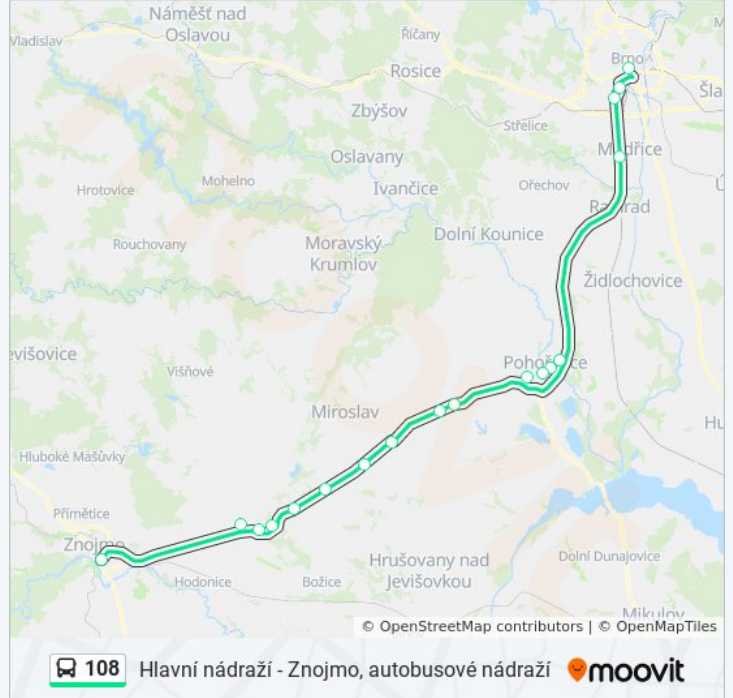 Náměšť nad
Oslavou
Vladislav
Říčany
Rosice
Brno
Šla
Zbýšov
Střelice
Oslavany
Modřice
Mohelno
Ivančice
Ořechov
Hrotovice
Rajhrad
Rouchovany
Moravský
Krumlov
Dolní Kounice
Židlochovice
evišovice
Višňové
Pohořelice
Miroslav
Hu
Hluboké Mašůvky
Přímětice
Znojmo
Hodonice
Božice
Hrušovany nad
Jevišovkou
Dolní Dunajovice
Mikulov
© OpenStreetMap contributors | © OpenMapTiles
108 Hlavní nádraží - Znojmo, autobusové nádraží moovit